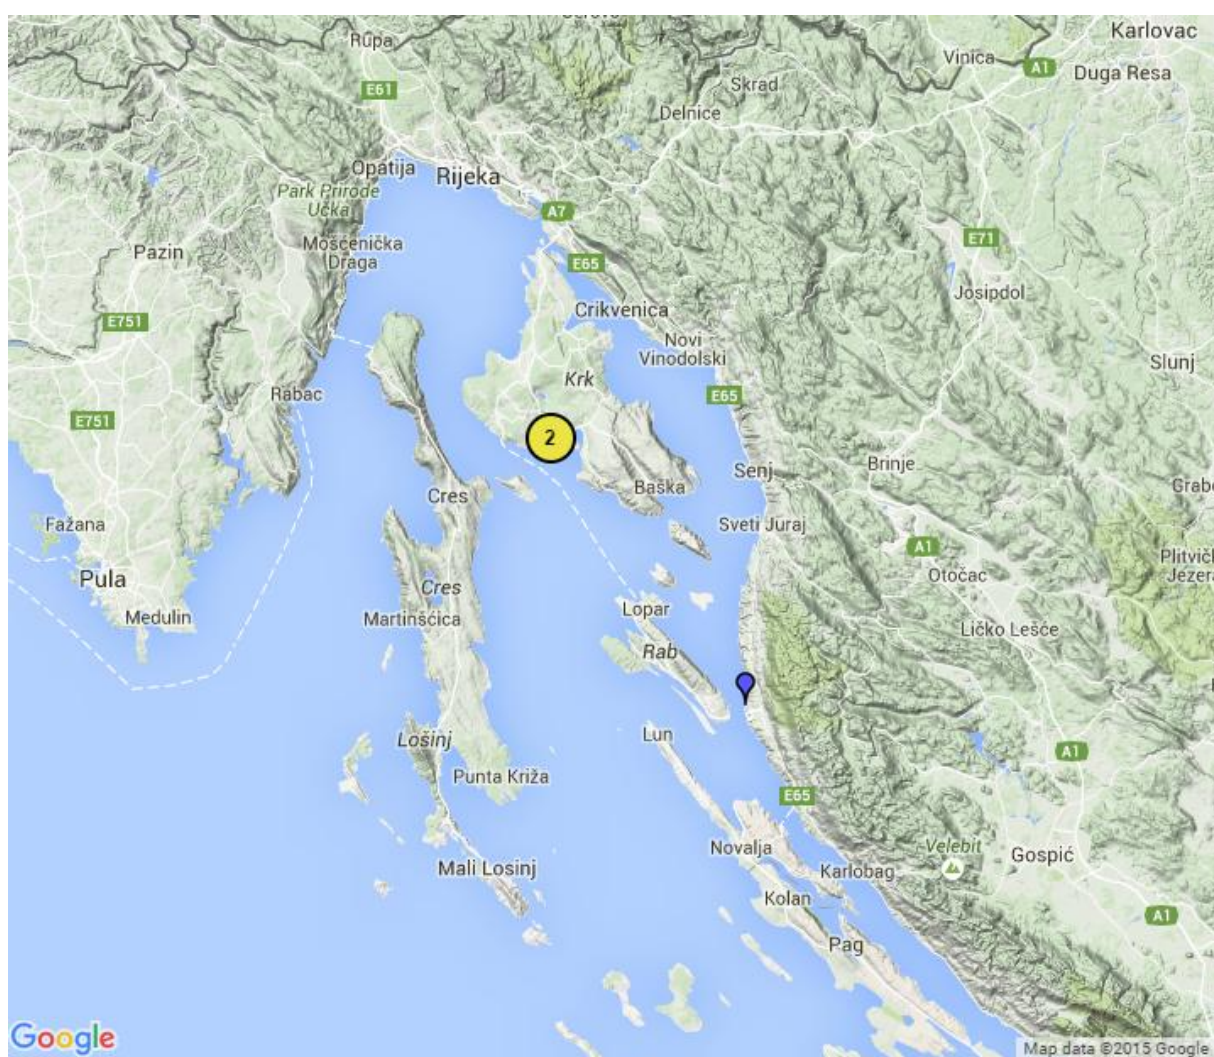 Rupa
Karlovac
Vinica
A1
Duga Resa
E61
Skrad
Delnice
Opatija
Rijeka
Park Prirode
Učka
A7
Mošćenička
Draga
E71
Pazin
E65
Josipdol
Crikvenica
E751
Novi
Vinodolski
Slunj
Krk
Rabac
E65
E751
2
Brinje
Senj
Baška
Cres
Fažana
Sveti Juraj
A1
Pula
Otočac
Cres
Lopar
Medulin
Martinšćica
Ličko Lešće
Rab
Lun
Lošinj
A1
Punta Križa
E65
Novalja
Velebit
Gospić
Mali Losinj
Karlobag
Kolan
A1
Pag
Google
Map data ©2015 Google